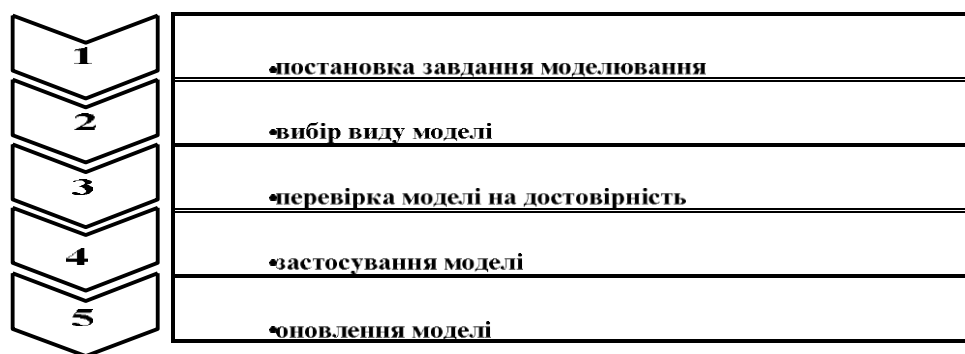 1
•постановка завдання моделювання
2
•вибір виду моделі
3
•перевірка моделі на достовірність
4
•застосування моделі
5
•оновлення моделі